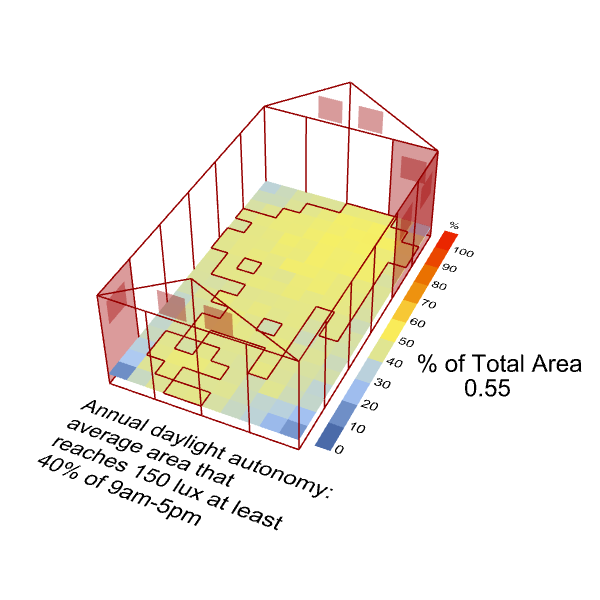 %
100
90
80
70
60
50
40
30
20
10
0
% of Total Area
0.55
Annual daylight autonomy:
average area that
reaches 150 lux at least
40% of 9am-5pm